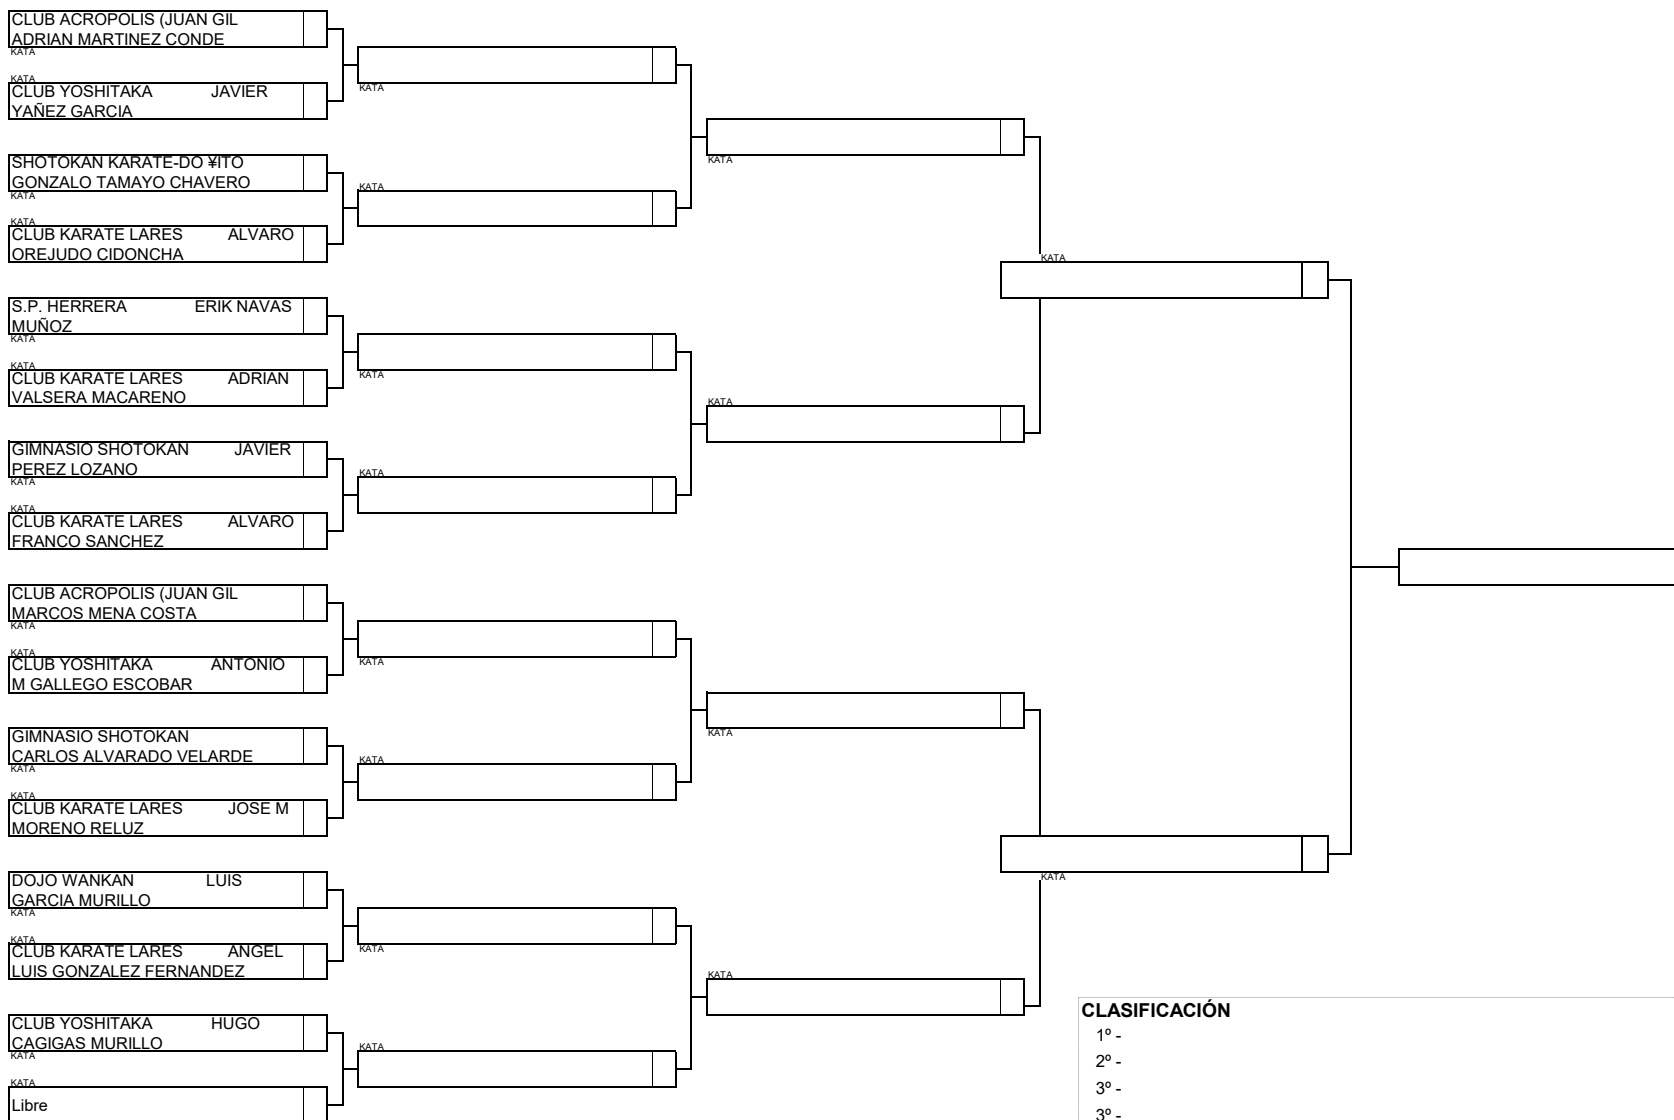 CLUB ACROPOLIS (JUAN GIL
ADRIAN MARTINEZ CONDE
KATA
KATA
CLUB YOSHITAKA JAVIER
YAÑEZ GARCIA
SHOTOKAN KARATE-DO ¥ITO
GONZALO TAMAYO CHAVERO
KATA
KATA
CLUB KARATE LARES ALVARO
OREJUDO CIDONCHA
S.P. HERRERA ERIK NAVAS
MUÑOZ
KATA
KATA
CLUB KARATE LARES ADRIAN
VALSERA MACARENO
GIMNASIO SHOTOKAN JAVIER
PEREZ LOZANO
KATA
KATA
CLUB KARATE LARES ALVARO
FRANCO SANCHEZ
CLUB ACROPOLIS (JUAN GIL
MARCOS MENA COSTA
KATA
KATA
CLUB YOSHITAKA ANTONIO
M GALLEGO ESCOBAR
GIMNASIO SHOTOKAN
CARLOS ALVARADO VELARDE
KATA
KATA
CLUB KARATE LARES JOSE M
MORENO RELUZ
DOJO WANKAN LUIS
GARCIA MURILLO
KATA
KATA
CLUB KARATE LARES ANGEL
LUIS GONZALEZ FERNANDEZ
CLUB YOSHITAKA HUGO
CAGIGAS MURILLO
KATA
KATA
Libre
KATA
KATA
KATA
KATA
KATA
KATA
KATA
KATA
KATA
KATA
KATA
KATA
KATA
KATA
CLASIFICACIÓN
1º -
2º -
3º -
3º -